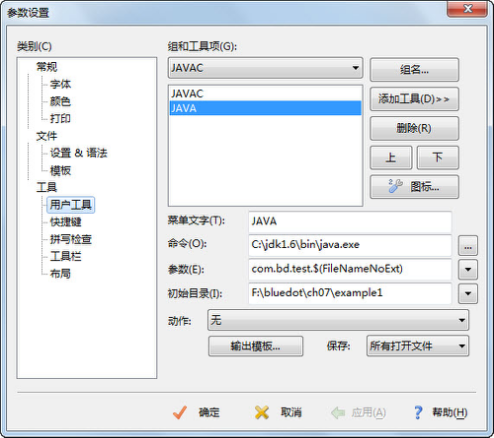 参数设置
类别(C)
常规
字体
颜色
打印
文件
设置 & 语法
模板
工具
用户工具
快捷键
拼写检查
工具栏
布局
组和工具项(G):
JAVAC
组名...
JAVAC
JAVA
添加工具(D)>>
删除(R)
上
下
图标...
菜单文字(T):
JAVA
命令(O):
C:\jdk1.6\bin\java.exe
...
参数(E):
com.bd.test.$(FileNameNoExt)
初始目录(I):
F:\bluedot\ch07\example1
动作:
无
输出模板...
保存:
所有打开文件
确定
取消
应用(A)
帮助(H)